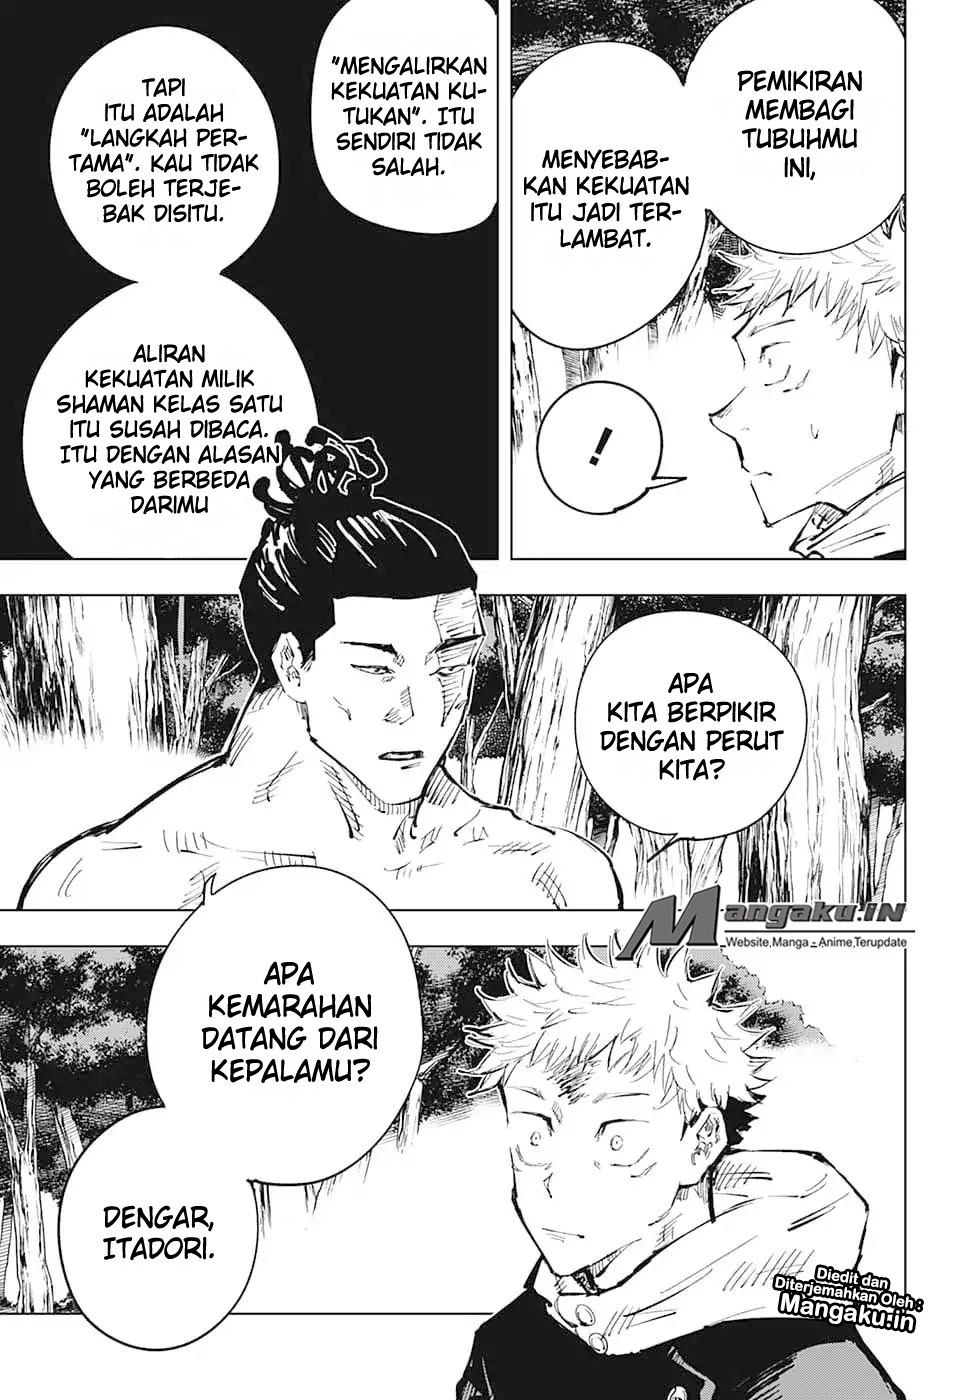 PEMIKIRAN
MEMBAGI
TUBUHMU
INI,
MENYEBAB-
KAN KEKUATAN
ITU JADI TER-
LAMBAT.
!
"MENGALIRKAN
KEKUATAN KU-
TUKAN". ITU
SENDIRI TIDAK
SALAH.
TAPI
ITU ADALAH
"LANGKAH PER-
TAMA". KAU TIDAK
BOLEH TERJE-
BAK DISITU.
ALIRAN
KEKUATAN MILIK
SHAMAN KELAS SATU
ITU SUSAH DIBACA.
ITU DENGAN ALASAN
YANG BERBEDA
DARIMU
APA
KITA BERPIKIR
DENGAN PERUT
KITA?
Mangaku.iN
Website,Manga - Anime,Terupdate
APA
KEMARAHAN
DATANG DARI
KEPALAMU?
DENGAR,
ITADORI.
Diedit dan
Diterjemahkan Oleh :
Mangaku:in